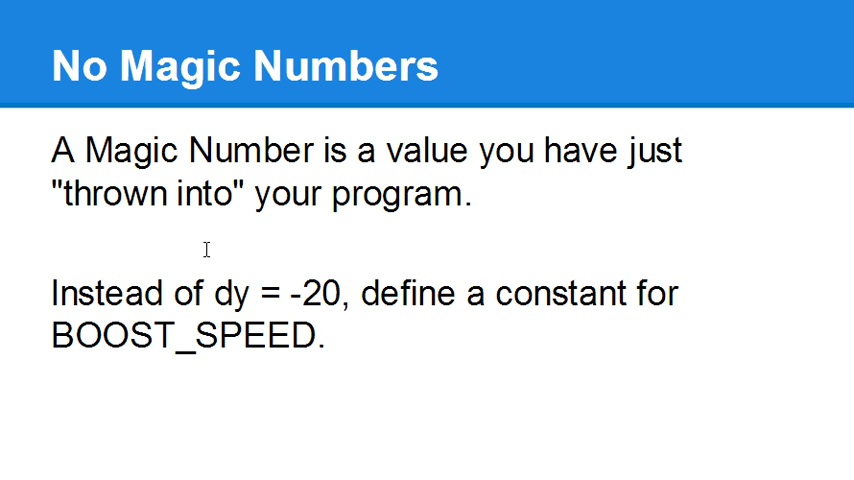 No Magic Numbers
A Magic Number is a value you have just
"thrown into" your program.
Instead of dy = -20, define a constant for
BOOST_SPEED.